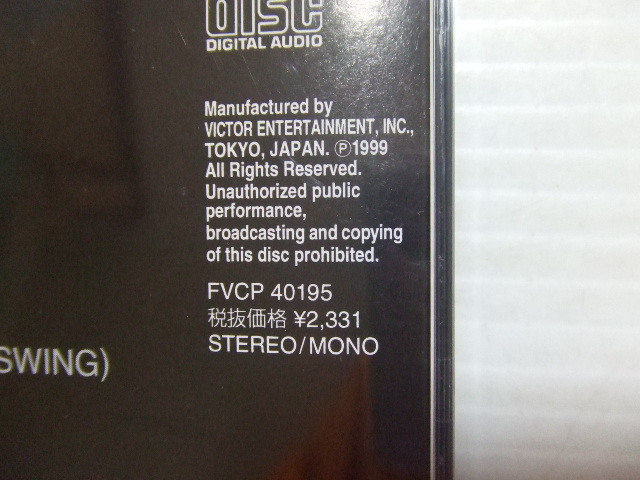 DISC
DIGITAL AUDIO
Manufactured by
VICTOR ENTERTAINMENT, INC.,
TOKYO, JAPAN. Ⓟ1999
All Rights Reserved.
Unauthorized public
performance,
broadcasting and copying
of this disc prohibited.
FVCP 40195
税抜価格 ¥2,331
STEREO/MONO
SWING)